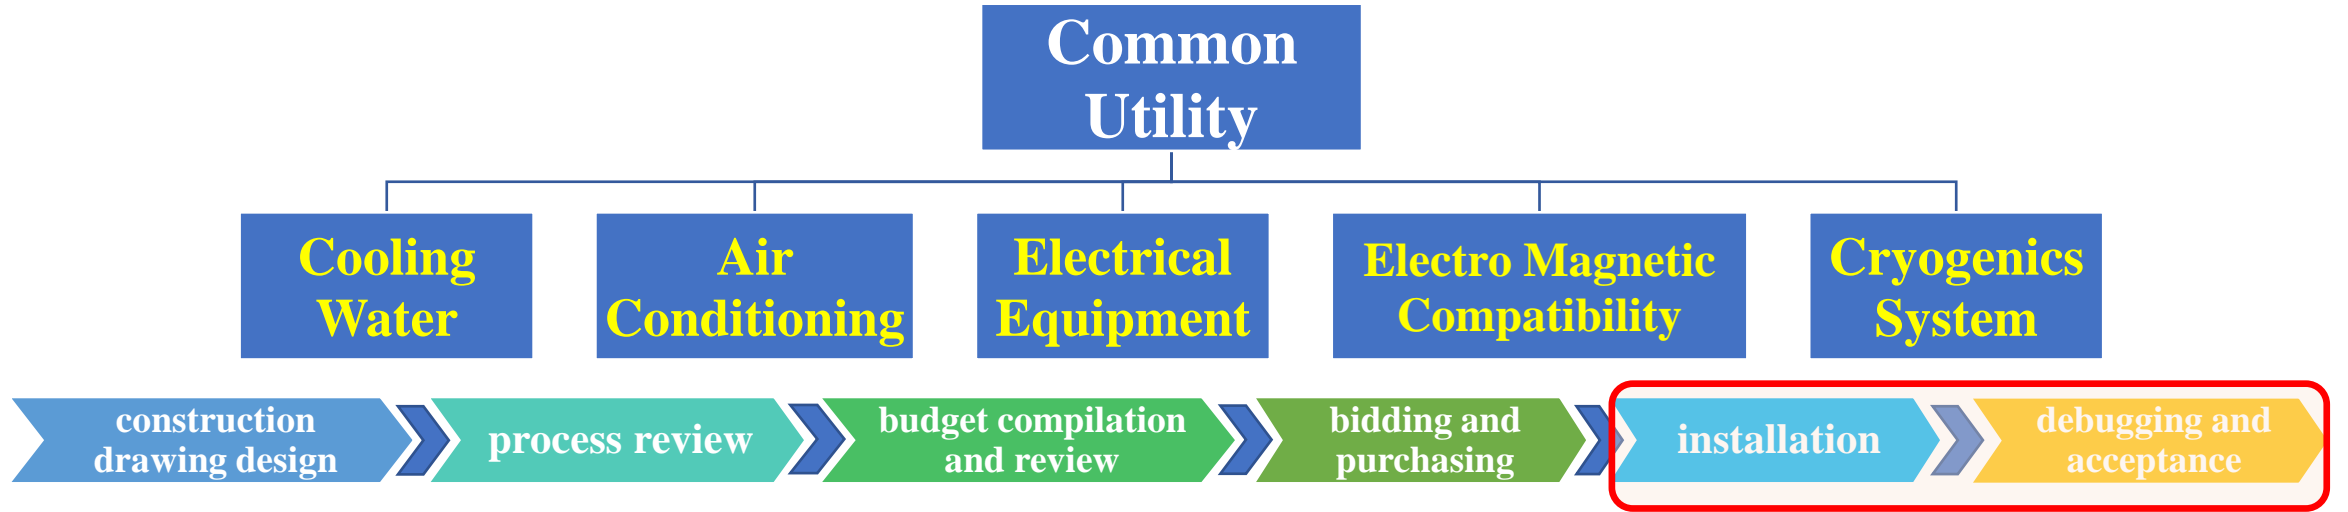 Common
Utility
Cooling
Water
Air
Conditioning
Electrical
Equipment
Electro Magnetic
Compatibility
Cryogenics
System
construction
drawing design
process review
budget compilation
and review
bidding and
purchasing
installation
debugging and
acceptance